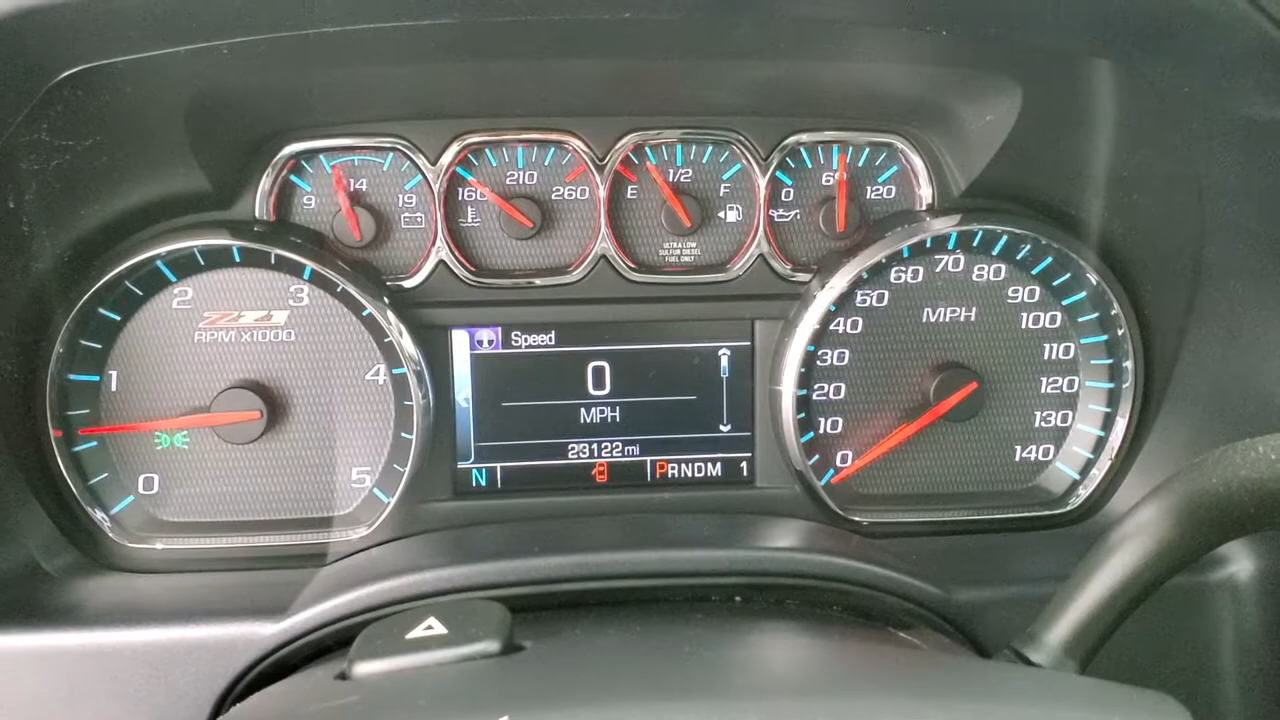 9 14 19
160 210 260
E 1/2 F
ULTRA LOW
SULFUR DIESEL
FUEL ONLY
0 60 120
0 1 2 3 4 5
Z71
RPM X1000
Speed
0
MPH
23122 mi
N PRNDM 1
0 10 20 30 40 50 60 70 80 90 100 110 120 130 140
MPH